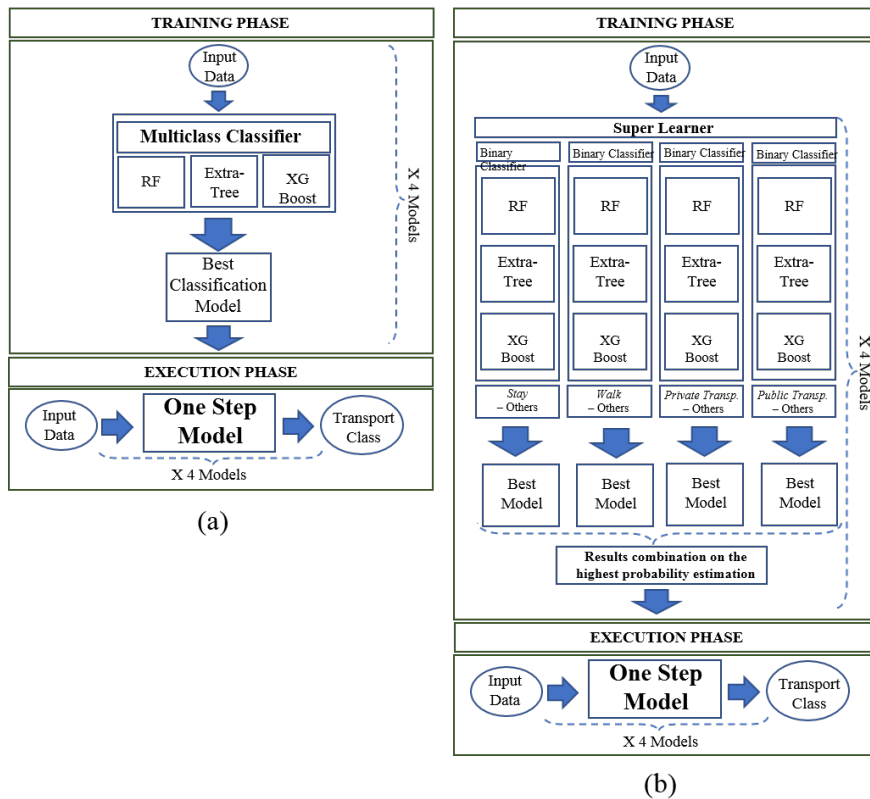 TRAINING PHASE
Input
Data
Multiclass Classifier
RF
Extra-
Tree
XG
Boost
Best
Classification
Model
X 4 Models
EXECUTION PHASE
Input
Data
One Step
Model
Transport
Class
X 4 Models
(a)
TRAINING PHASE
Input
Data
Super Learner
Binary
Classifier
Binary Classifier
Binary Classifier
Binary Classifier
RF
RF
RF
RF
Extra-
Tree
Extra-
Tree
Extra-
Tree
Extra-
Tree
XG
Boost
XG
Boost
XG
Boost
XG
Boost
Stay
– Others
Walk
– Others
Private Transp.
– Others
Public Transp.
– Others
Best
Model
Best
Model
Best
Model
Best
Model
X 4 Models
Results combination on the
highest probability estimation
EXECUTION PHASE
Input
Data
One Step
Model
Transport
Class
X 4 Models
(b)